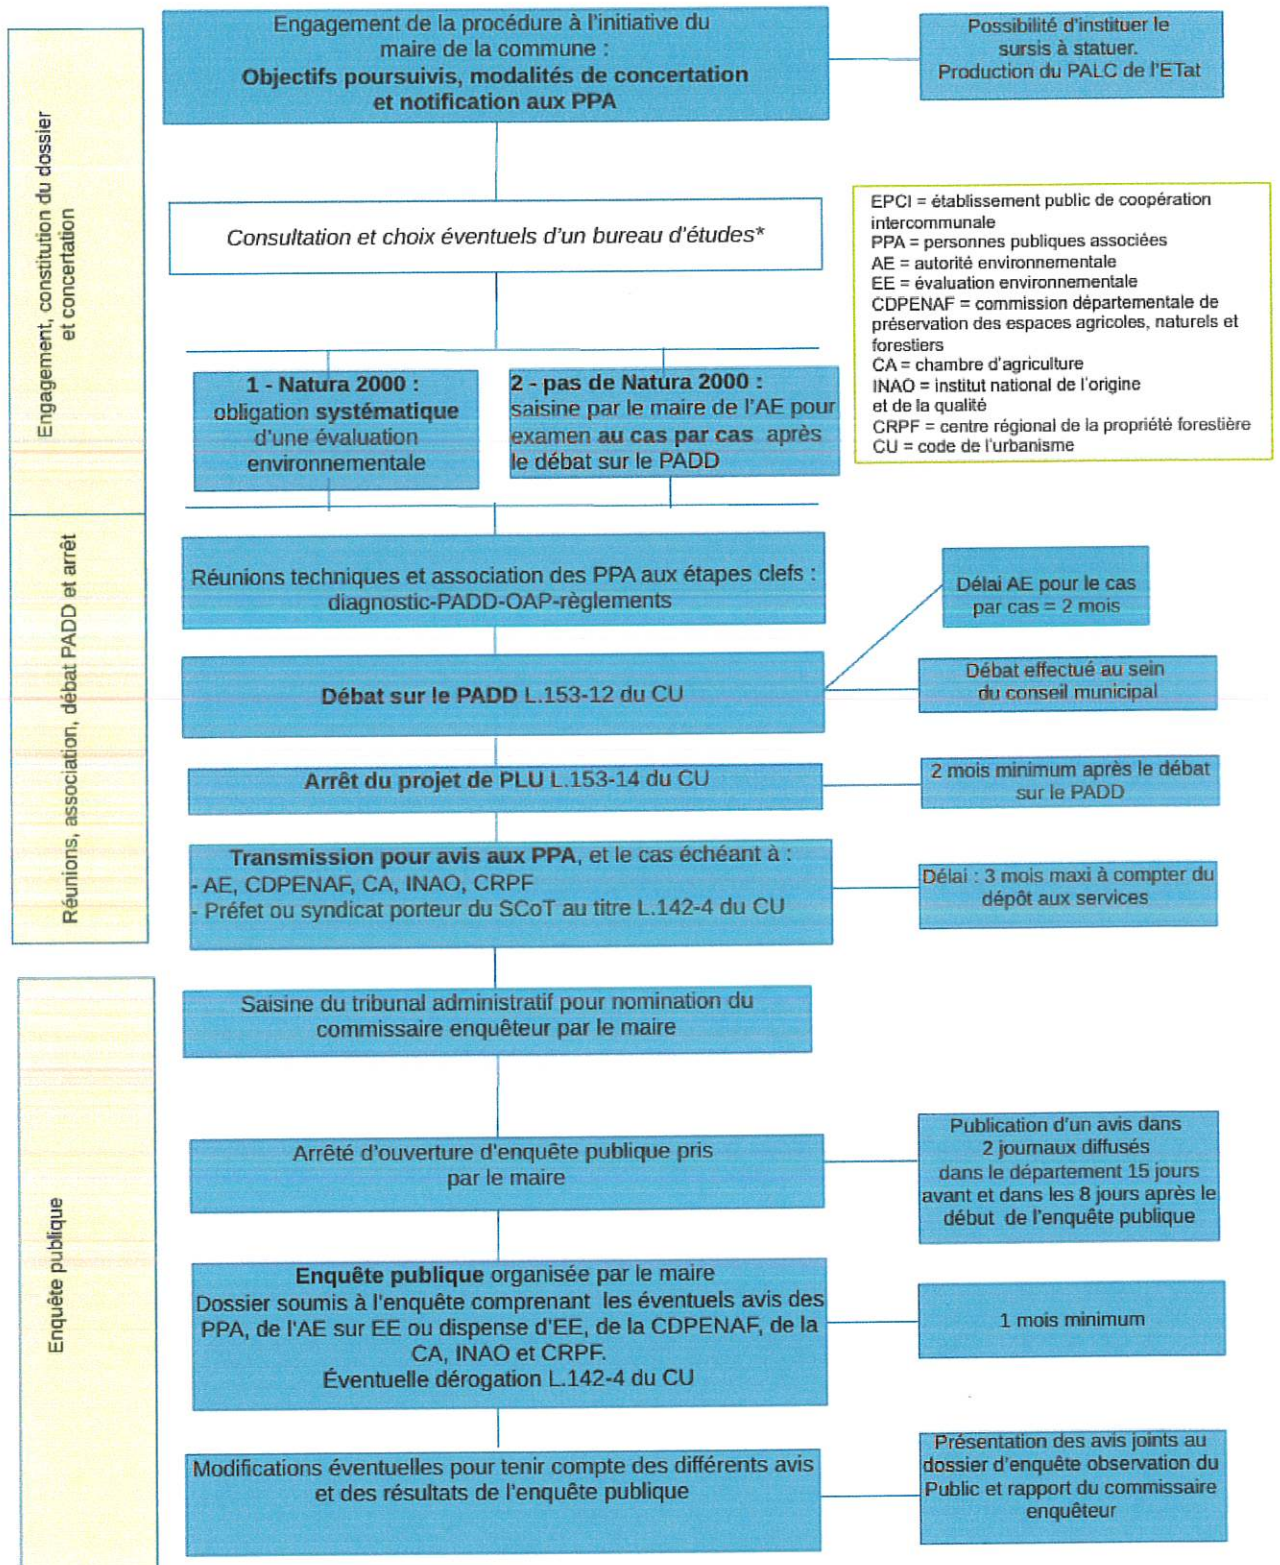 Engagement de la procédure à l'initiative du
maire de la commune :
Objectifs poursuivis, modalités de concertation
et notification aux PPA
Possibilité d'instituer le
sursis à statuer.
Production du PALC de l'ETat
Engagement, constitution du dossier
et concertation
Consultation et choix éventuels d'un bureau d'études*
EPCI = établissement public de coopération
intercommunale
PPA = personnes publiques associées
AE = autorité environnementale
EE = évaluation environnementale
CDPENAF = commission départementale de
préservation des espaces agricoles, naturels et
forestiers
CA = chambre d'agriculture
INAO = institut national de l'origine
et de la qualité
CRPF = centre régional de la propriété forestière
CU = code de l'urbanisme
1 - Natura 2000 :
obligation systématique
d'une évaluation
environnementale
2 - pas de Natura 2000 :
saisine par le maire de l'AE pour
examen au cas par cas après
le débat sur le PADD
Réunions, association, débat PADD et arrêt
Réunions techniques et association des PPA aux étapes clefs :
diagnostic-PADD-OAP-règlements
Délai AE pour le cas
par cas = 2 mois
Débat sur le PADD L.153-12 du CU
Débat effectué au sein
du conseil municipal
Arrêt du projet de PLU L.153-14 du CU
2 mois minimum après le débat
sur le PADD
Transmission pour avis aux PPA, et le cas échéant à :
- AE, CDPENAF, CA, INAO, CRPF
- Préfet ou syndicat porteur du SCoT au titre L.142-4 du CU
Délai : 3 mois maxi à compter du
dépôt aux services
Enquête publique
Saisine du tribunal administratif pour nomination du
commissaire enquêteur par le maire
Arrêté d'ouverture d'enquête publique pris
par le maire
Publication d'un avis dans
2 journaux diffusés
dans le département 15 jours
avant et dans les 8 jours après le
début de l'enquête publique
Enquête publique organisée par le maire
Dossier soumis à l'enquête comprenant les éventuels avis des
PPA, de l'AE sur EE ou dispense d'EE, de la CDPENAF, de la
CA, INAO et CRPF.
Éventuelle dérogation L.142-4 du CU
1 mois minimum
Modifications éventuelles pour tenir compte des différents avis
et des résultats de l'enquête publique
Présentation des avis joints au
dossier d'enquête observation du
Public et rapport du commissaire
enquêteur